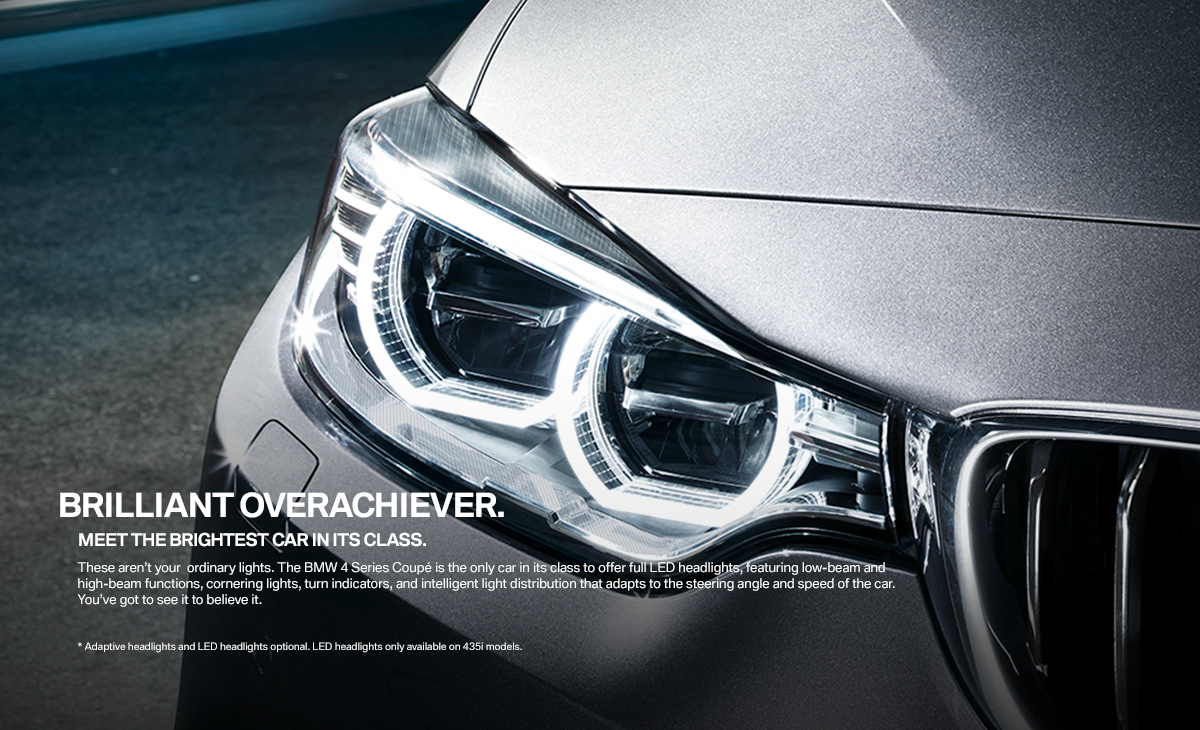 BRILLIANT OVERACHIEVER.
MEET THE BRIGHTEST CAR IN ITS CLASS.
These aren't your  ordinary lights. The BMW 4 Series Coupé is the only car in its class to offer full LED headlights, featuring low-beam and
high-beam functions, cornering lights, turn indicators, and intelligent light distribution that adapts to the steering angle and speed of the car.
You've got to see it to believe it.
* Adaptive headlights and LED headlights optional. LED headlights only available on 435i models.